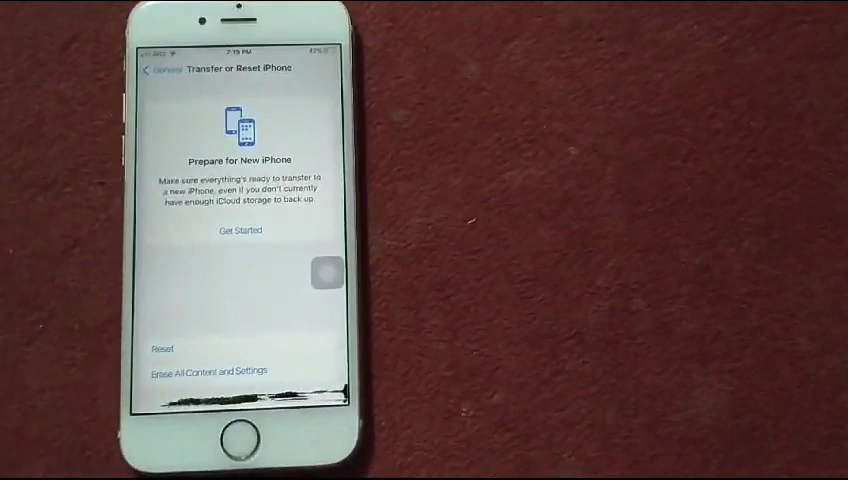 7:19 PM
General Transfer or Reset iPhone
Prepare for New iPhone
Make sure everything's ready to transfer to
a new iPhone, even if you don't currently
have enough iCloud storage to back up.
Get Started
Reset
Erase All Content and Settings